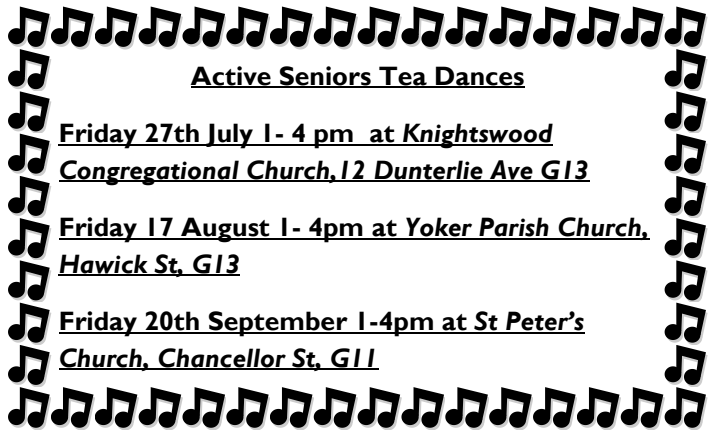 Active Seniors Tea Dances
Friday 27th July 1- 4 pm  at Knightswood
Congregational Church,12 Dunterlie Ave G13
Friday 17 August 1- 4pm at Yoker Parish Church,
Hawick St, G13
Friday 20th September 1-4pm at St Peter’s
Church, Chancellor St, G11